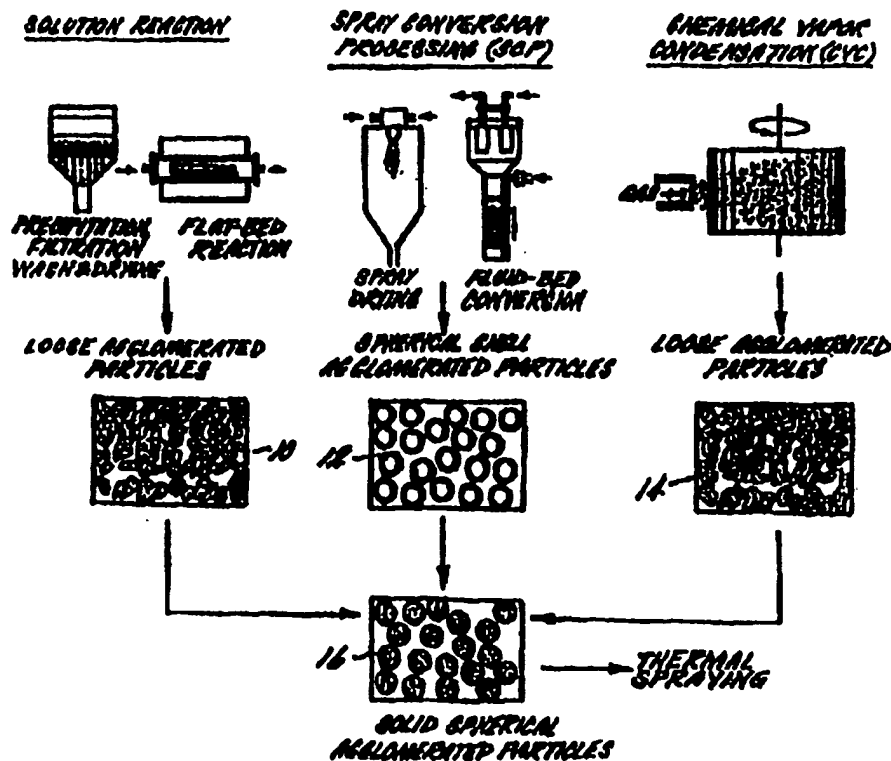 SOLUTION REACTION
PRECIPITATION,
FILTRATION
WASH & DRYING
FLAT-BED
REACTION
LOOSE AGGLOMERATED
PARTICLES
10
SPRAY CONVERSION
PROCESSING (SCP)
SPRAY
DRYING
FLUID-BED
CONVERSION
SPHERICAL SHELL
AGGLOMERATED PARTICLES
12
CHEMICAL VAPOR
CONDENSATION (CVC)
GAS
LOOSE AGGLOMERATED
PARTICLES
14
16
THERMAL
SPRAYING
SOLID SPHERICAL
AGGLOMERATED PARTICLES